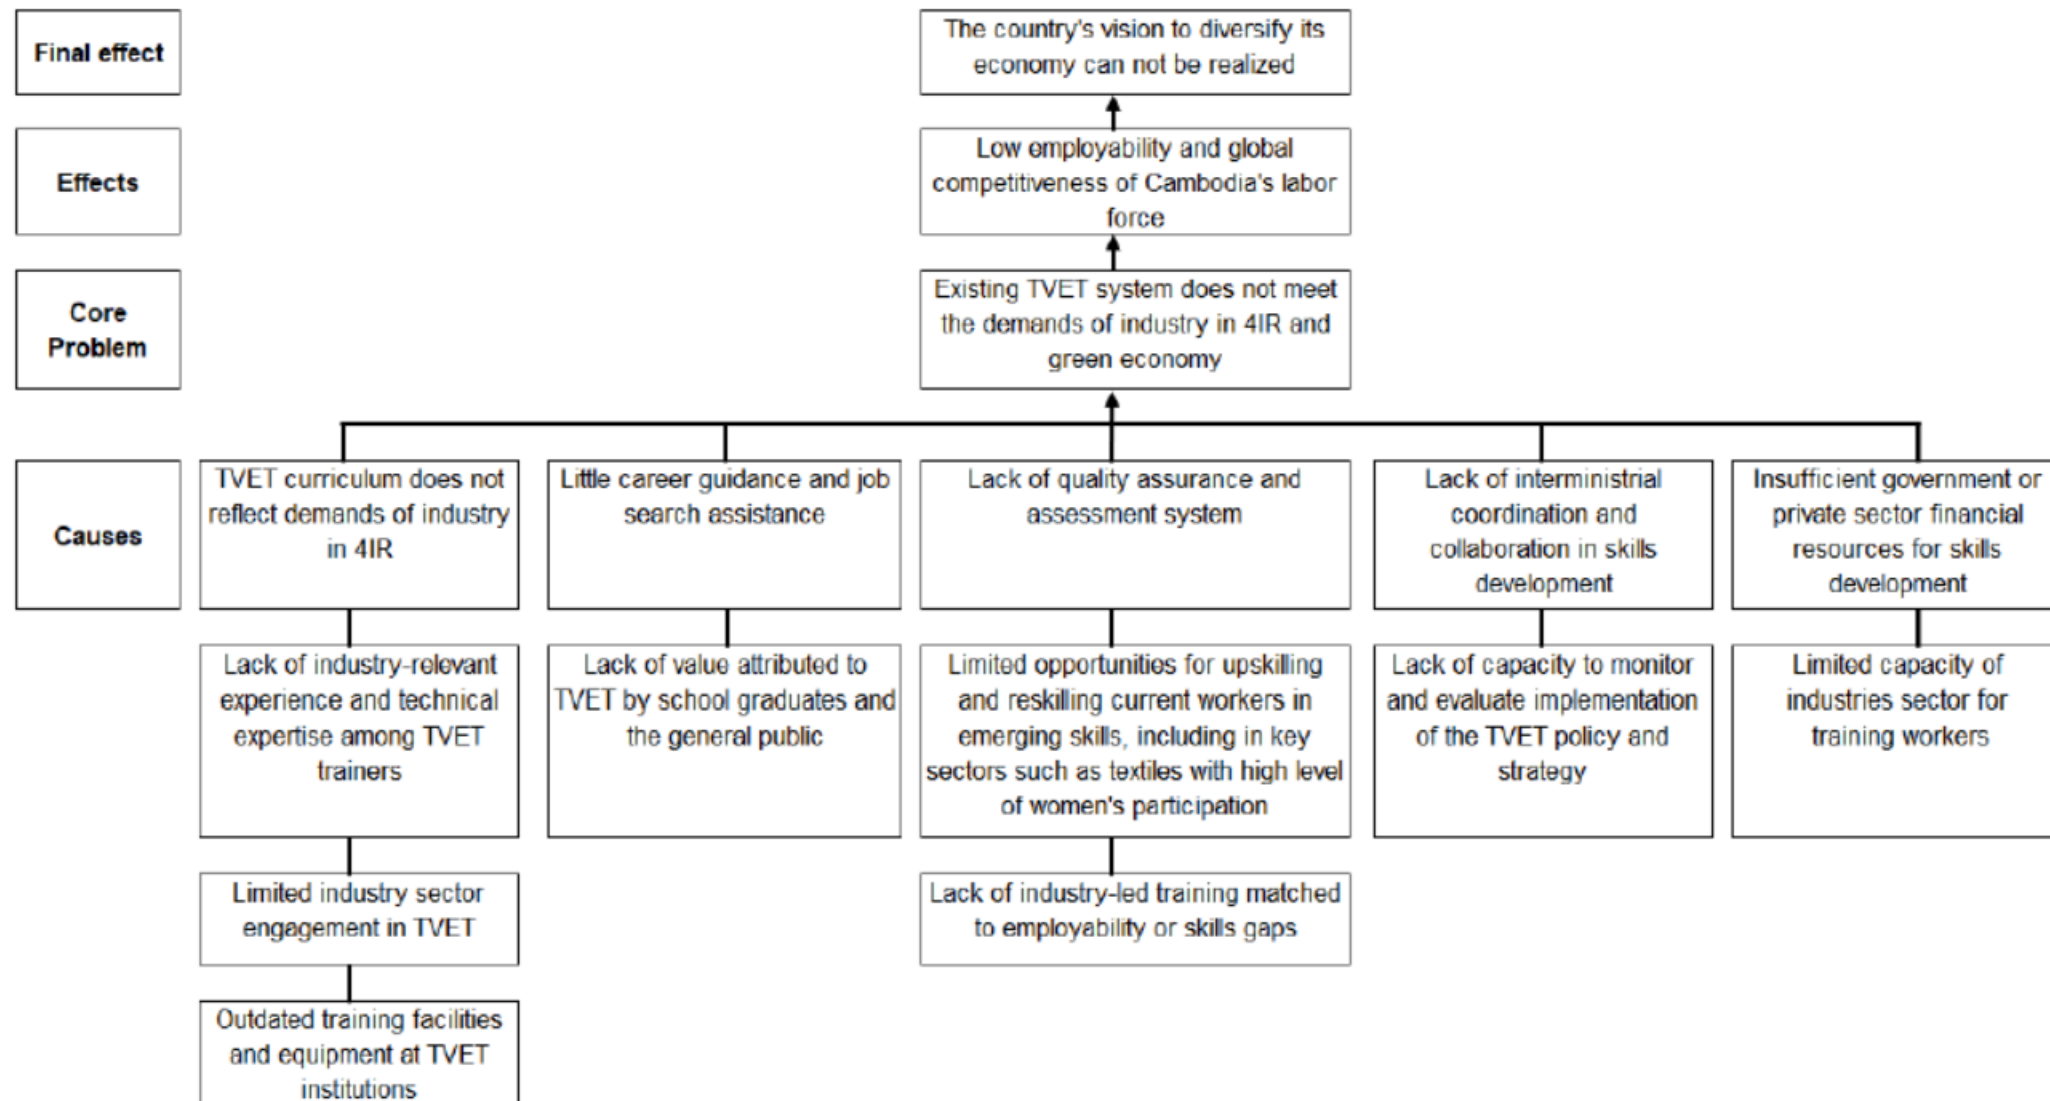 Final effect
The country's vision to diversify its
economy can not be realized
Effects
Low employability and global
competitiveness of Cambodia's labor
force
Core
Problem
Existing TVET system does not meet
the demands of industry in 4IR and
green economy
Causes
TVET curriculum does not
reflect demands of industry
in 4IR
Little career guidance and job
search assistance
Lack of quality assurance and
assessment system
Lack of interministrial
coordination and
collaboration in skills
development
Insufficient government or
private sector financial
resources for skills
development
Lack of industry-relevant
experience and technical
expertise among TVET
trainers
Lack of value attributed to
TVET by school graduates and
the general public
Limited opportunities for upskilling
and reskilling current workers in
emerging skills, including in key
sectors such as textiles with high level
of women's participation
Lack of capacity to monitor
and evaluate implementation
of the TVET policy and
strategy
Limited capacity of
industries sector for
training workers
Limited industry sector
engagement in TVET
Lack of industry-led training matched
to employability or skills gaps
Outdated training facilities
and equipment at TVET
institutions